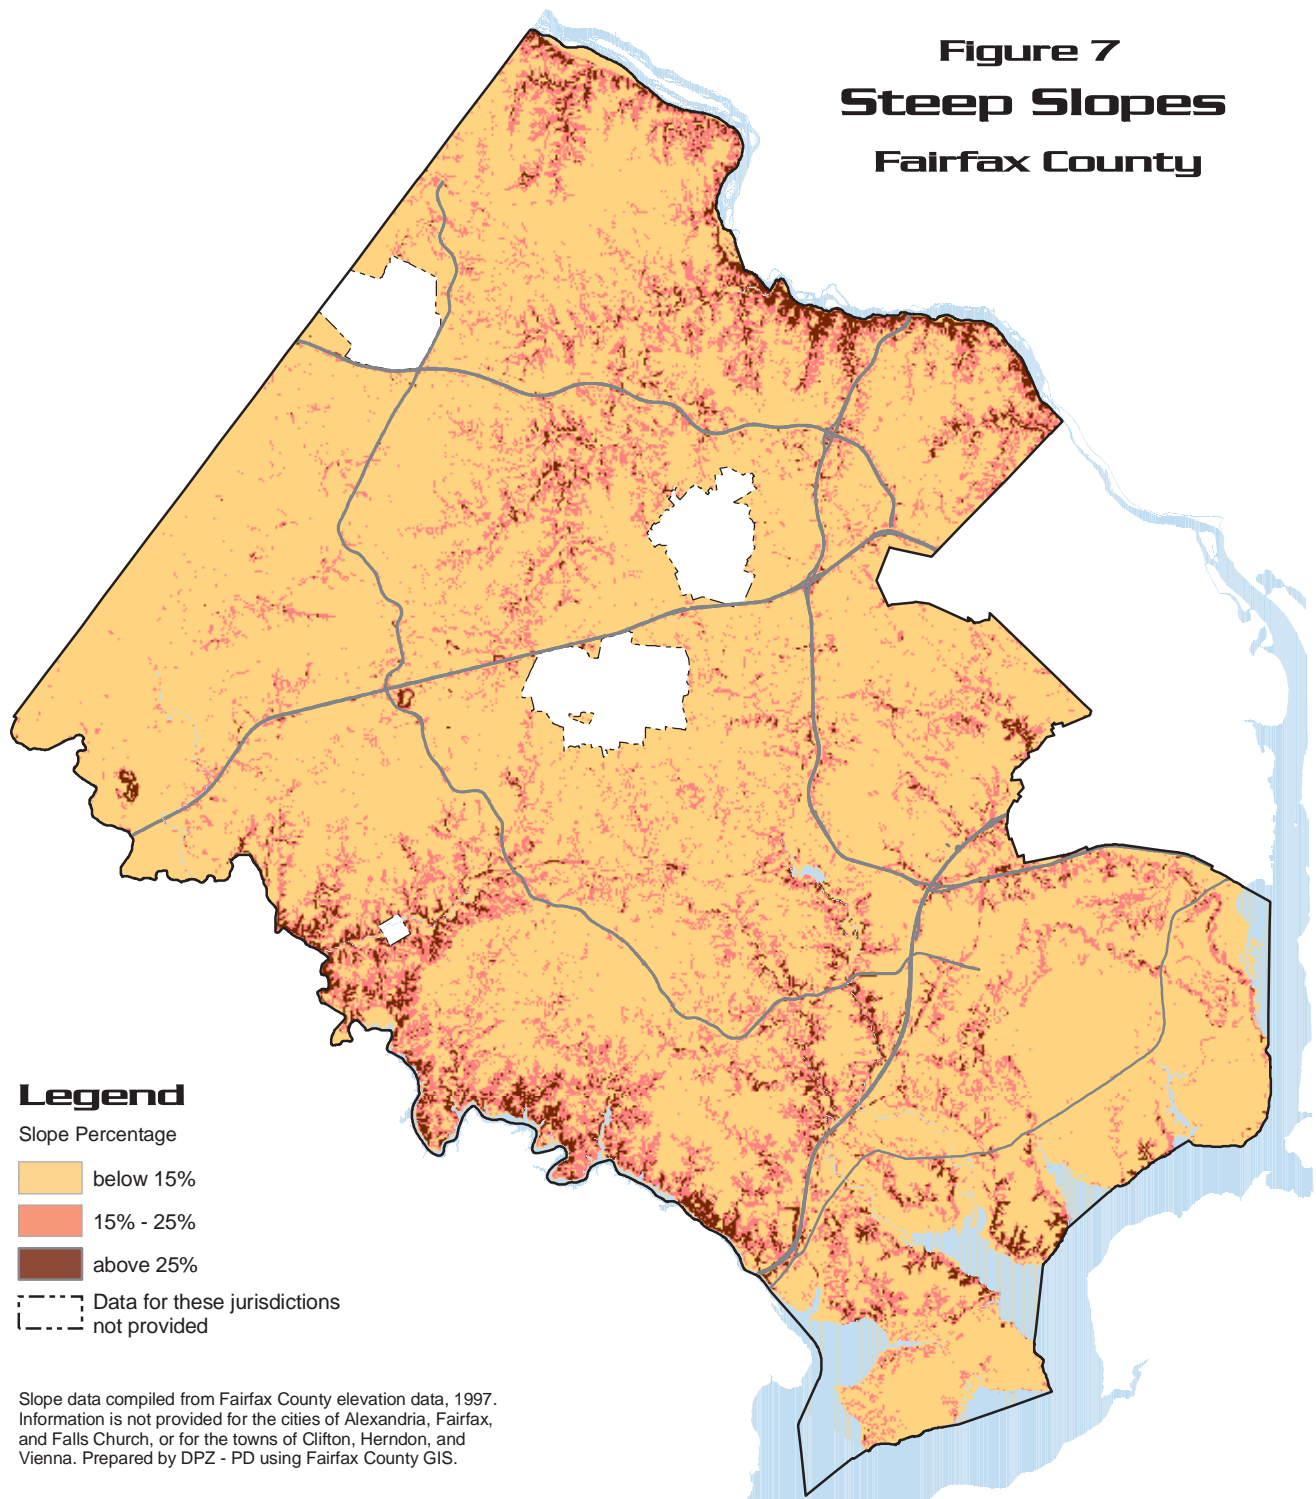 Figure 7
Steep Slopes
Fairfax County
Legend
Slope Percentage
below 15%
15% - 25%
above 25%
Data for these jurisdictions
not provided
Slope data compiled from Fairfax County elevation data, 1997.
Information is not provided for the cities of Alexandria, Fairfax,
and Falls Church, or for the towns of Clifton, Herndon, and
Vienna. Prepared by DPZ - PD using Fairfax County GIS.